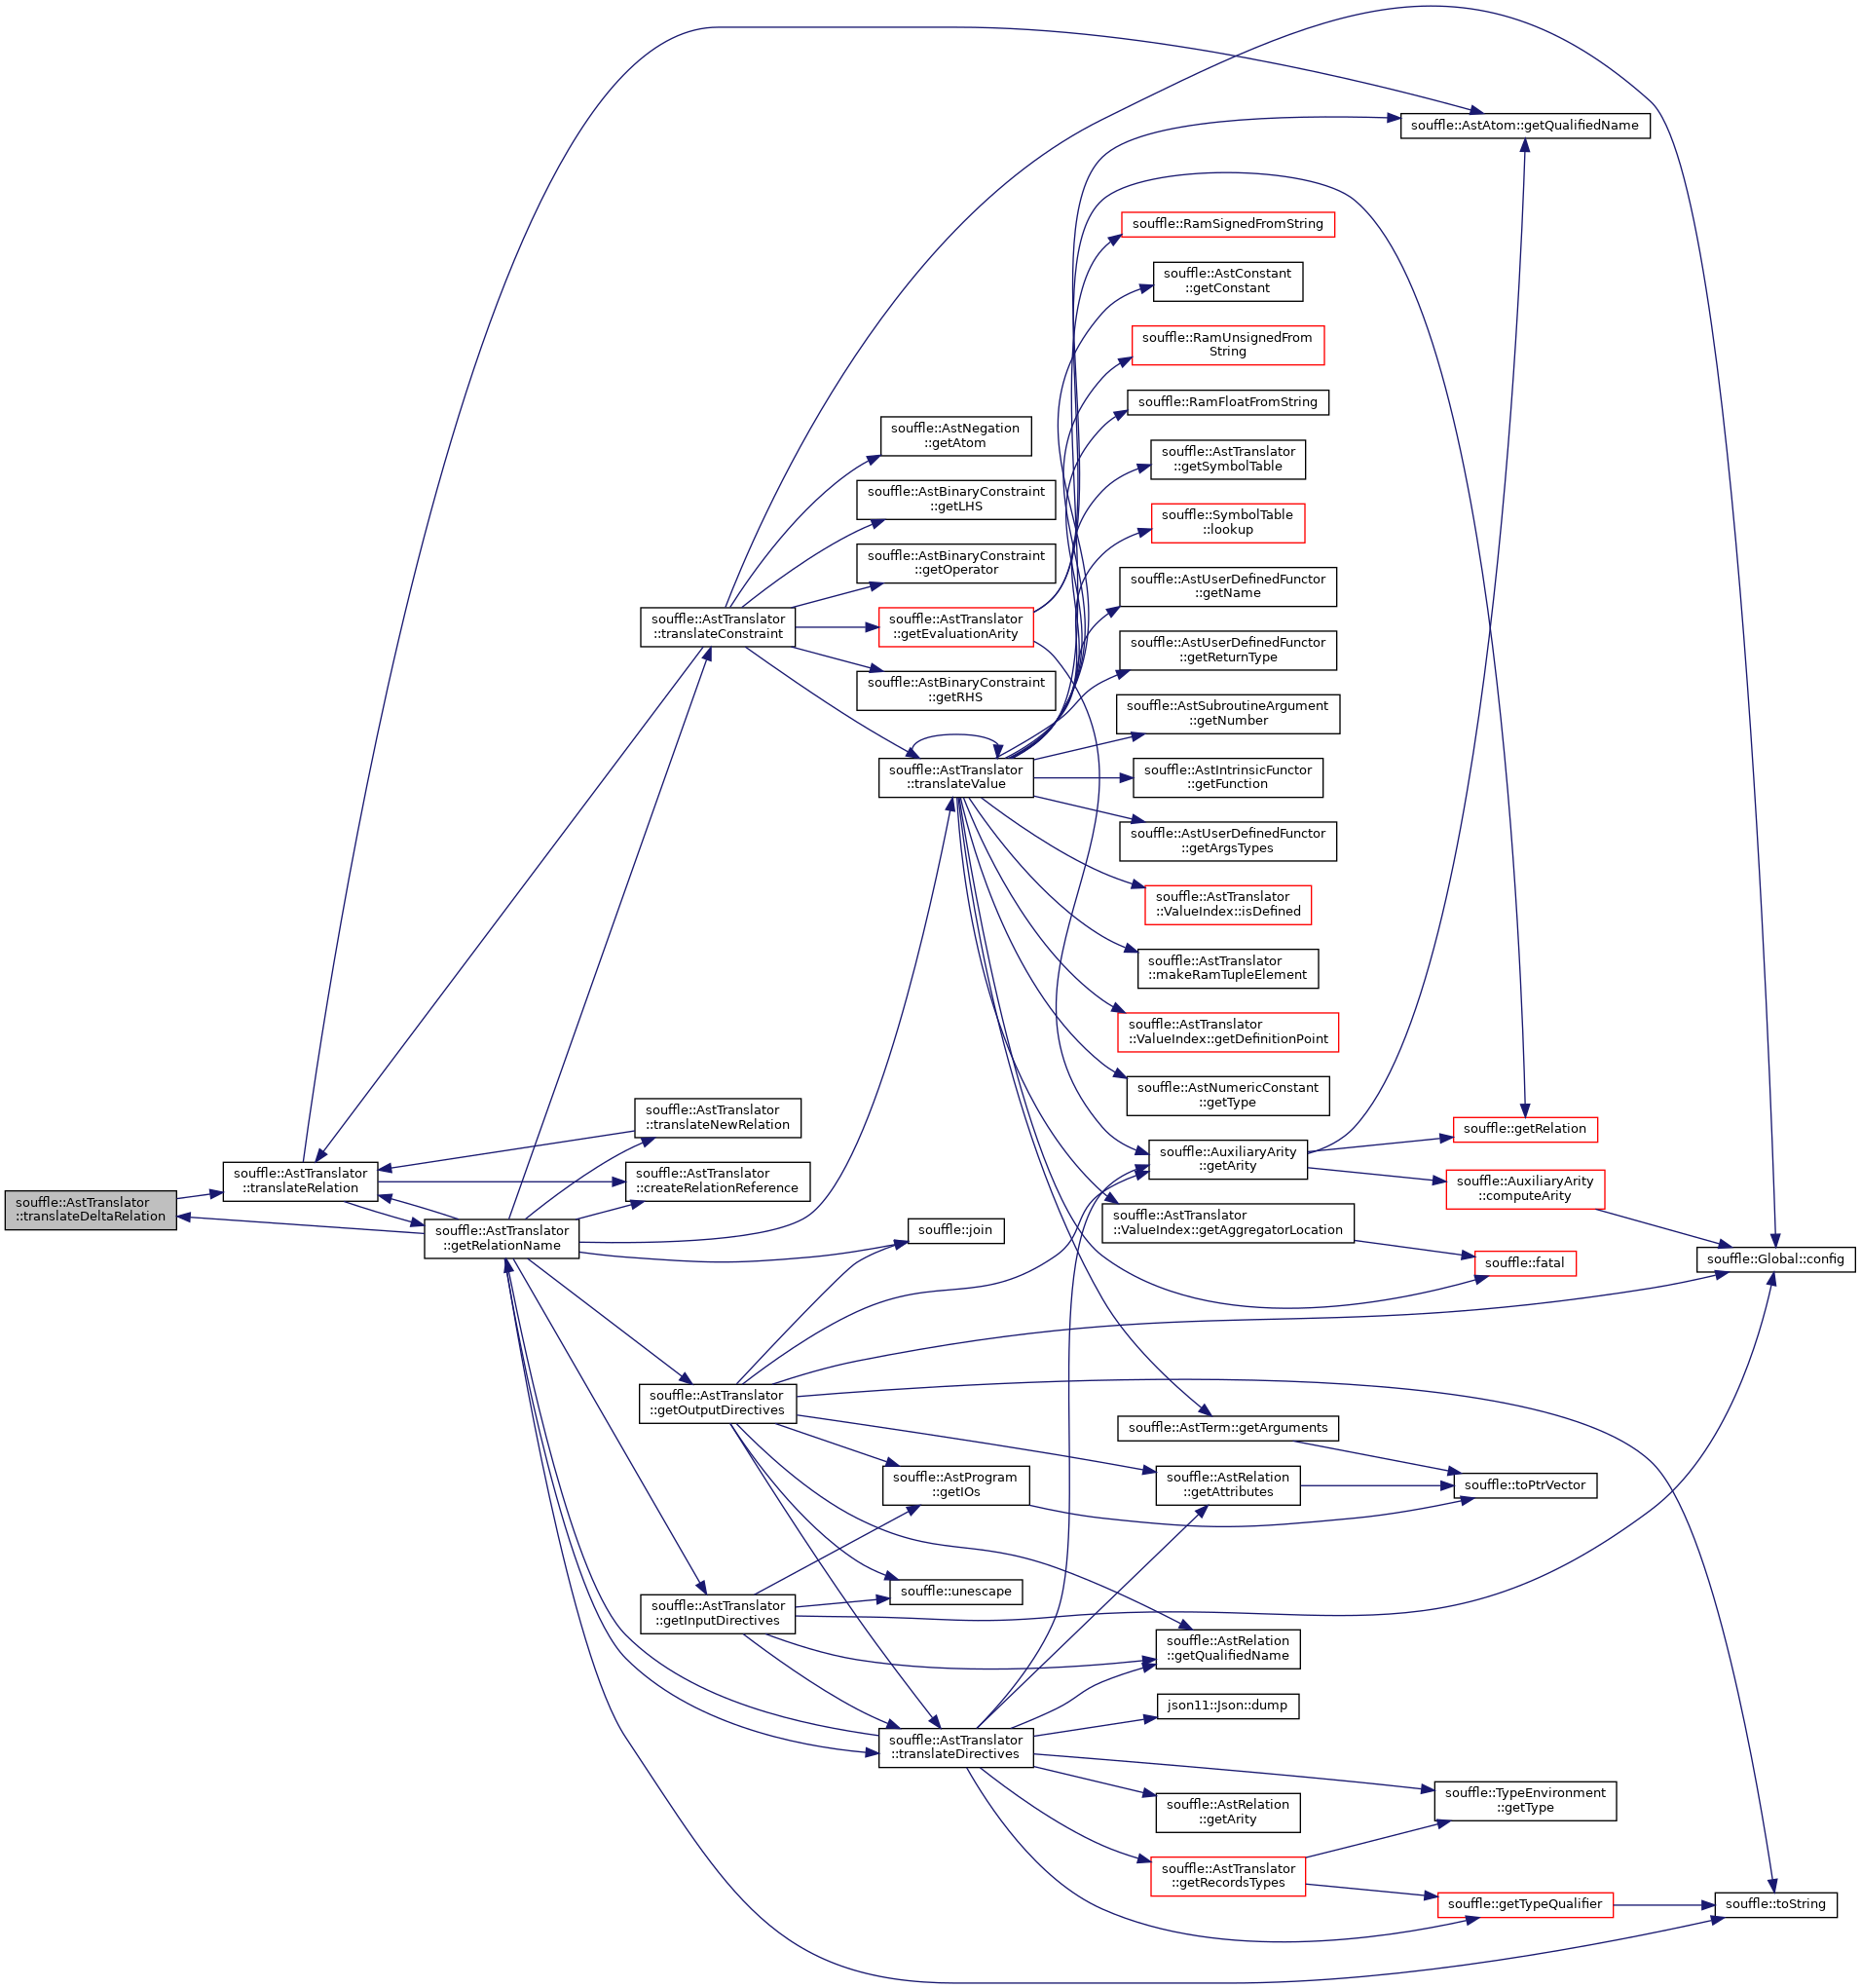 souffle::AstAtom::getQualifiedName
souffle::RamSignedFromString
souffle::AstConstant
::getConstant
souffle::RamUnsignedFrom
String
souffle::RamFloatFromString
souffle::AstNegation
::getAtom
souffle::AstTranslator
::getSymbolTable
souffle::AstBinaryConstraint
::getLHS
souffle::SymbolTable
::lookup
souffle::AstBinaryConstraint
::getOperator
souffle::AstUserDefinedFunctor
::getName
souffle::AstTranslator
::translateConstraint
souffle::AstTranslator
::getEvaluationArity
souffle::AstUserDefinedFunctor
::getReturnType
souffle::AstBinaryConstraint
::getRHS
souffle::AstSubroutineArgument
::getNumber
souffle::AstTranslator
::translateValue
souffle::AstIntrinsicFunctor
::getFunction
souffle::AstUserDefinedFunctor
::getArgsTypes
souffle::AstTranslator
::ValueIndex::isDefined
souffle::AstTranslator
::makeRamTupleElement
souffle::AstTranslator
::ValueIndex::getDefinitionPoint
souffle::AstNumericConstant
::getType
souffle::AstTranslator
::translateNewRelation
souffle::getRelation
souffle::AuxiliaryArity
::getArity
souffle::AstTranslator
::translateRelation
souffle::AstTranslator
::createRelationReference
souffle::AuxiliaryArity
::computeArity
souffle::AstTranslator
::translateDeltaRelation
souffle::AstTranslator
::getRelationName
souffle::join
souffle::AstTranslator
::ValueIndex::getAggregatorLocation
souffle::fatal
souffle::Global::config
souffle::AstTranslator
::getOutputDirectives
souffle::AstTerm::getArguments
souffle::AstProgram
::getIOs
souffle::AstRelation
::getAttributes
souffle::toPtrVector
souffle::unescape
souffle::AstTranslator
::getInputDirectives
souffle::AstRelation
::getQualifiedName
json11::Json::dump
souffle::AstTranslator
::translateDirectives
souffle::TypeEnvironment
::getType
souffle::AstRelation
::getArity
souffle::AstTranslator
::getRecordsTypes
souffle::getTypeQualifier
souffle::toString